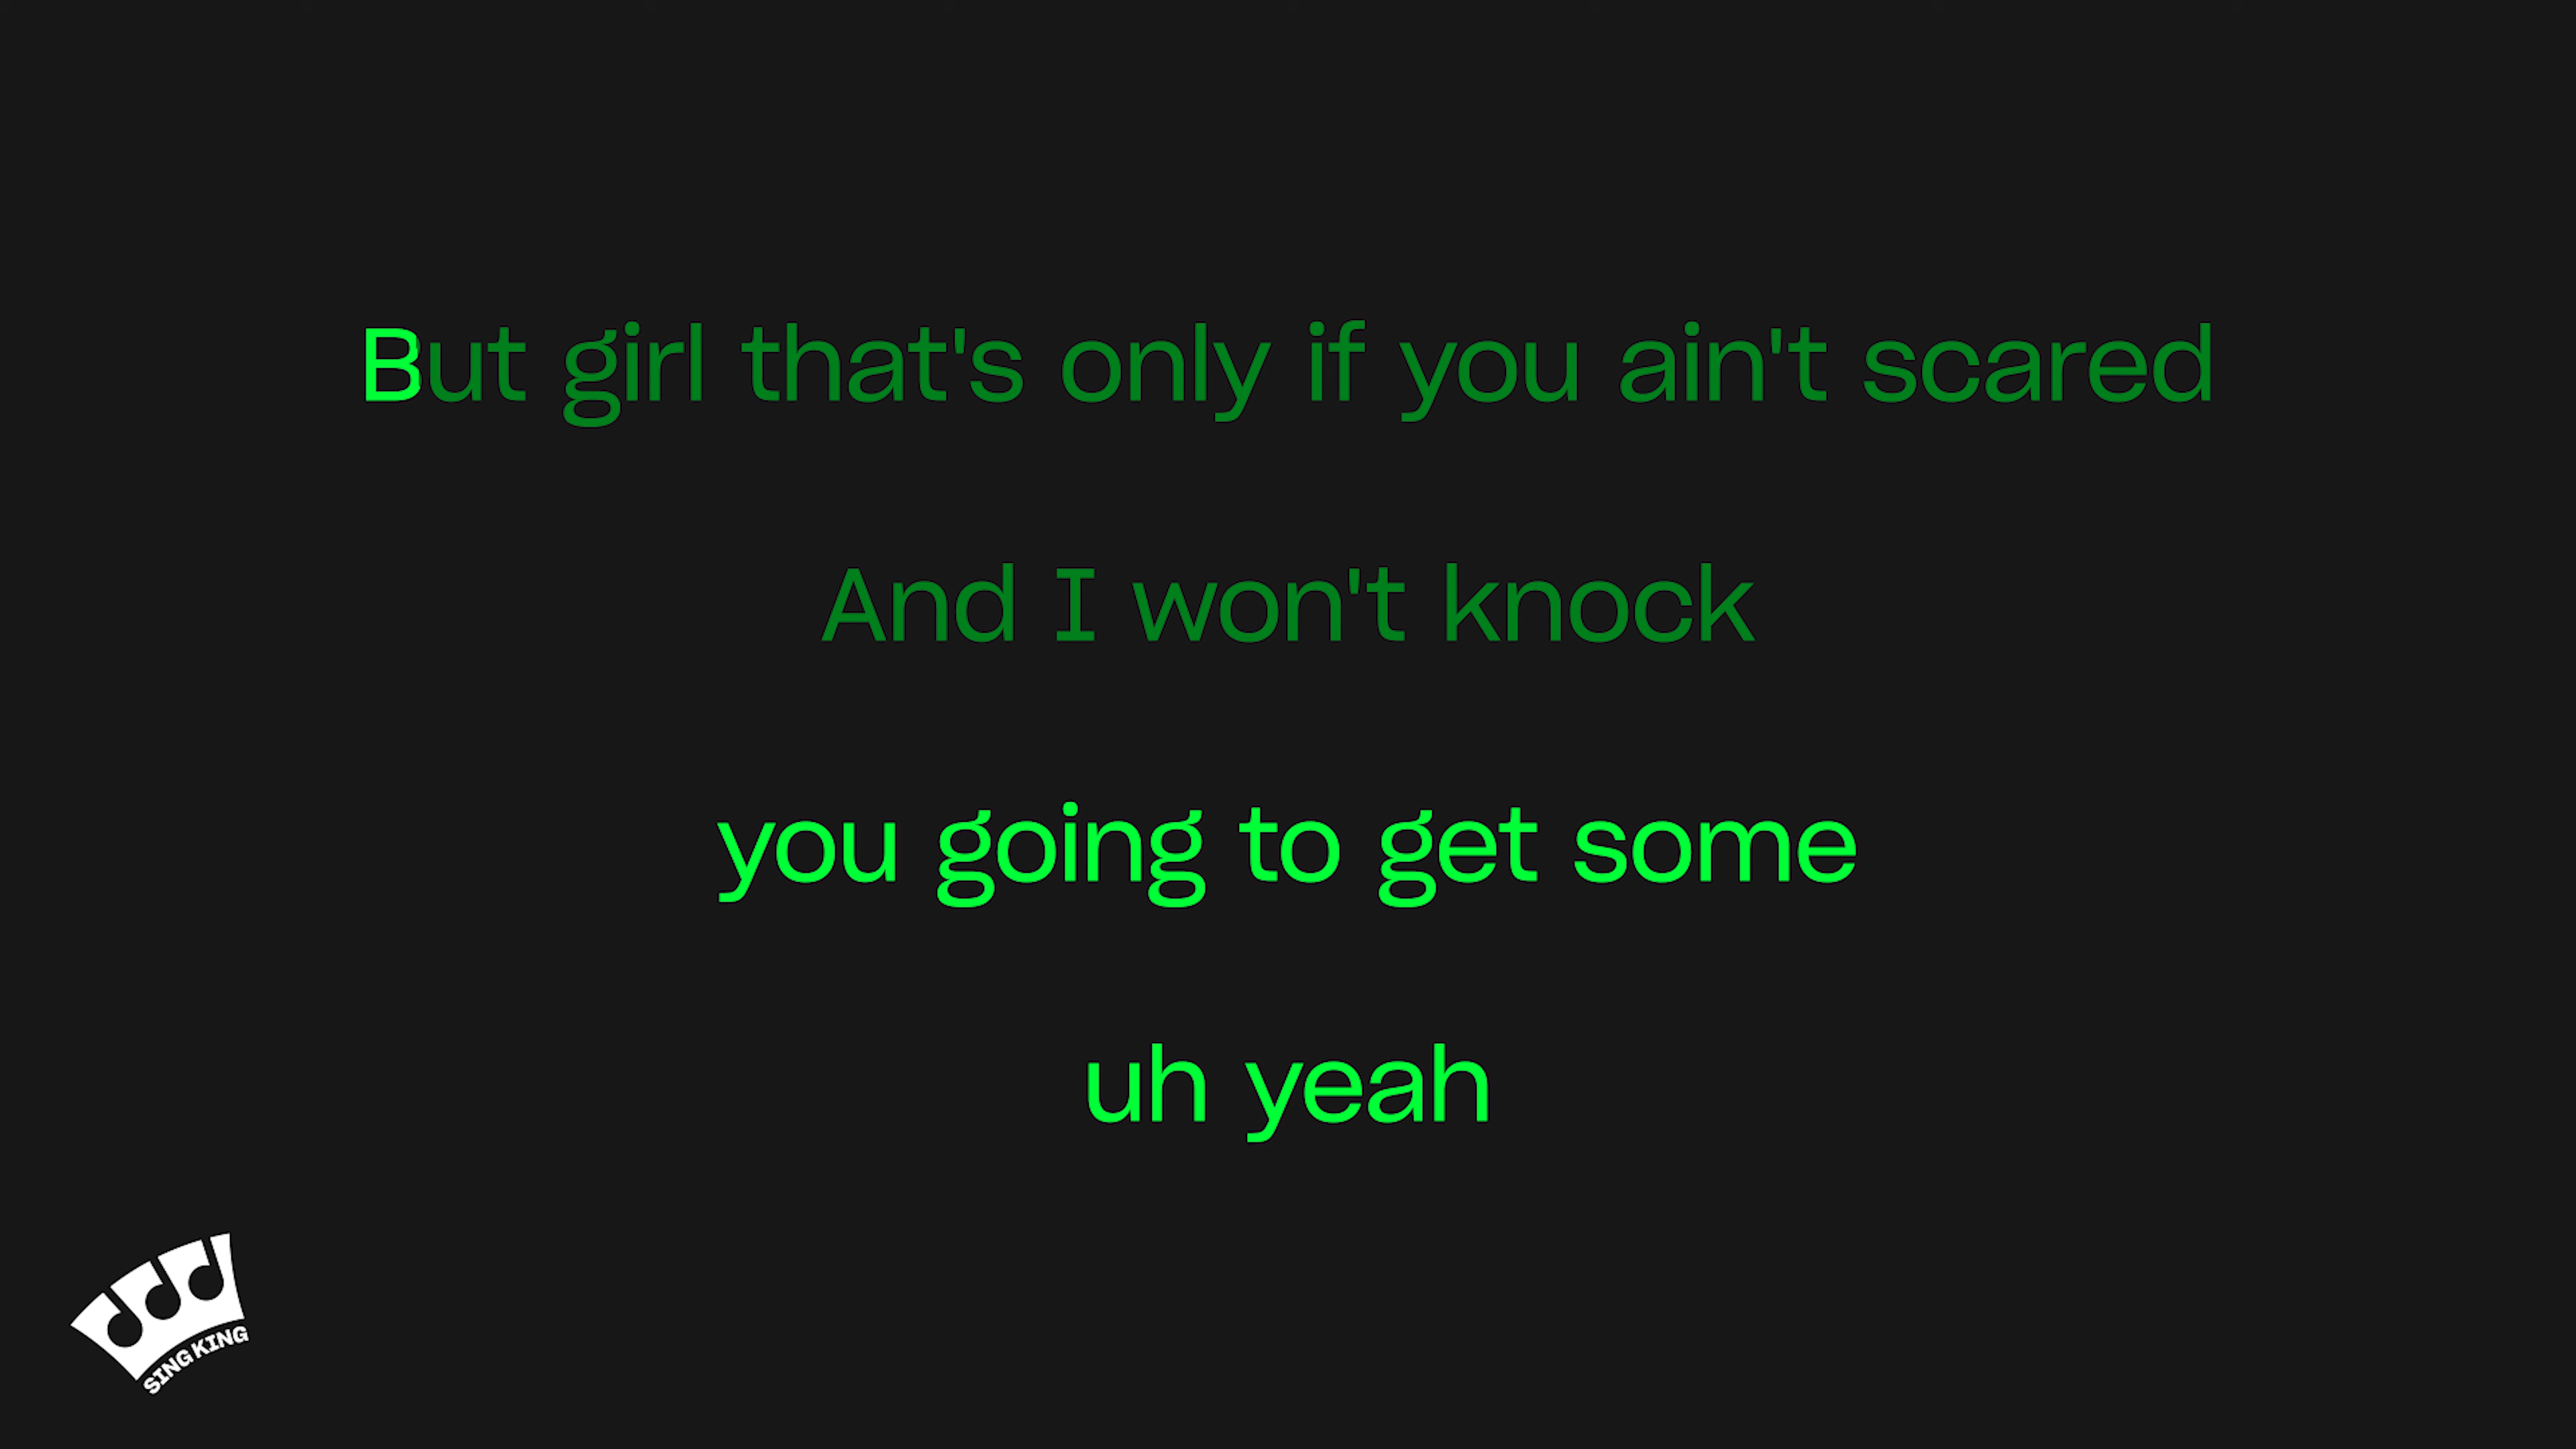 But girl that's only if you ain't scared
And I won't knock
you going to get some
uh yeah
SING KING